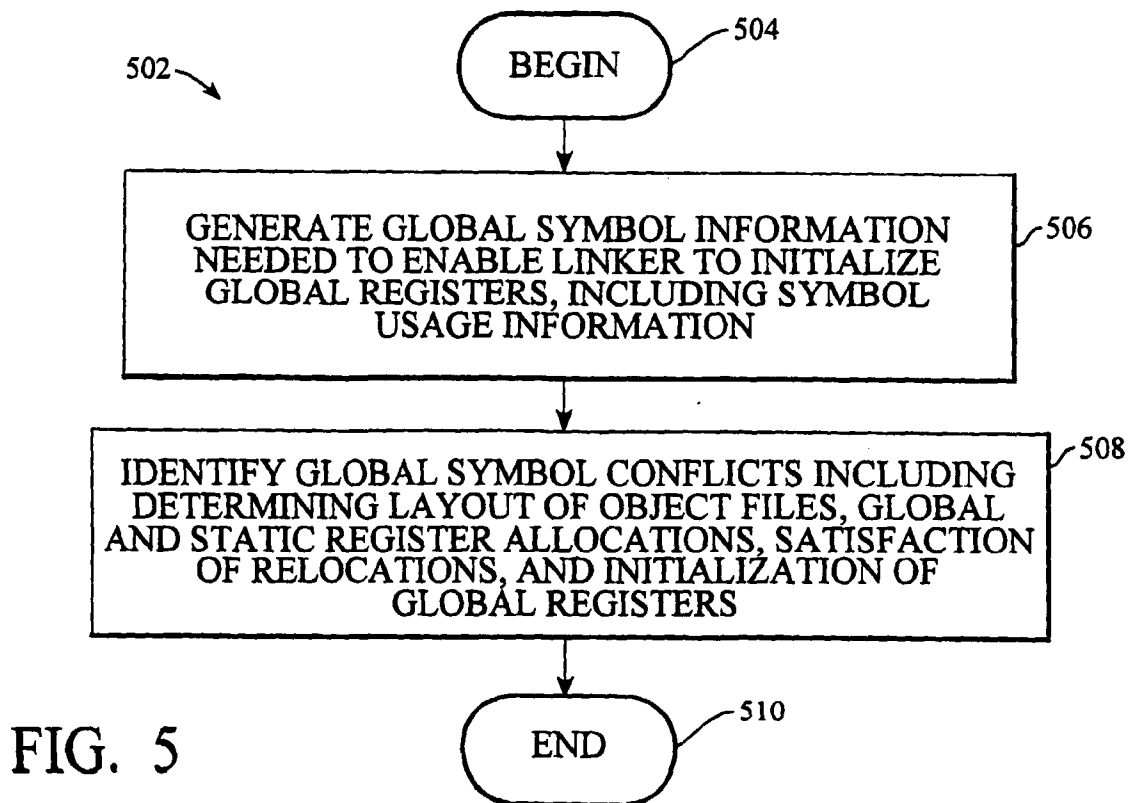 504
BEGIN
502
GENERATE GLOBAL SYMBOL INFORMATION
NEEDED TO ENABLE LINKER TO INITIALIZE
GLOBAL REGISTERS, INCLUDING SYMBOL
USAGE INFORMATION
506
508
IDENTIFY GLOBAL SYMBOL CONFLICTS INCLUDING
DETERMINING LAYOUT OF OBJECT FILES, GLOBAL
AND STATIC REGISTER ALLOCATIONS, SATISFACTION
OF RELOCATIONS, AND INITIALIZATION OF
GLOBAL REGISTERS
510
END
FIG. 5